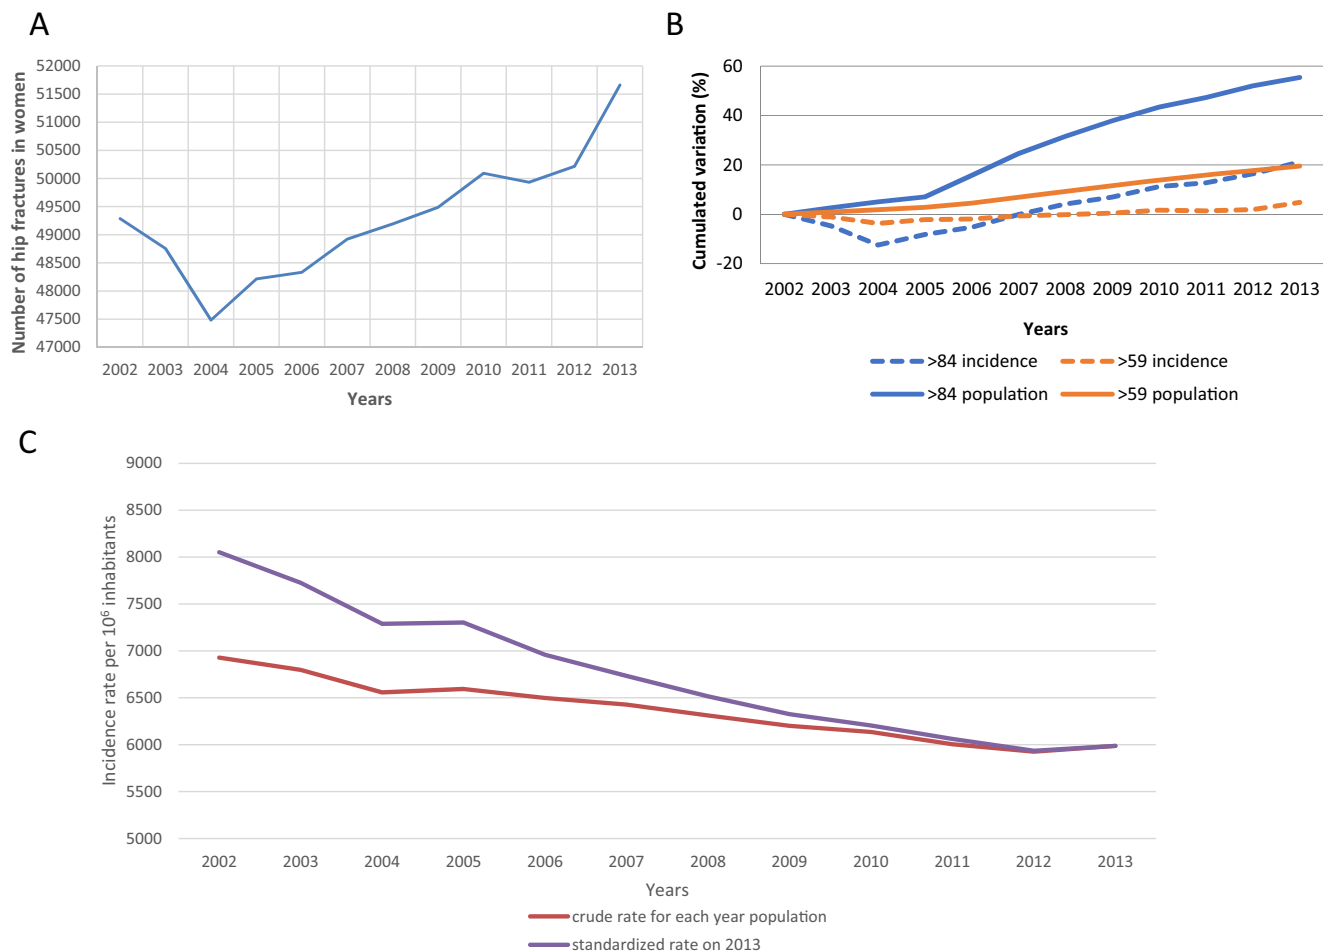 A
Number of hip fractures in women
52000
51500
51000
50500
50000
49500
49000
48500
48000
47500
47000
2002 2003 2004 2005 2006 2007 2008 2009 2010 2011 2012 2013
Years
B
Cumulated variation (%)
60
40
20
0
-20
2002 2003 2004 2005 2006 2007 2008 2009 2010 2011 2012 2013
Years
>84 incidence >59 incidence
>84 population >59 population
C
Incidence rate per 10⁶ inhabitants
9000
8500
8000
7500
7000
6500
6000
5500
5000
2002 2003 2004 2005 2006 2007 2008 2009 2010 2011 2012 2013
Years
crude rate for each year population
standardized rate on 2013